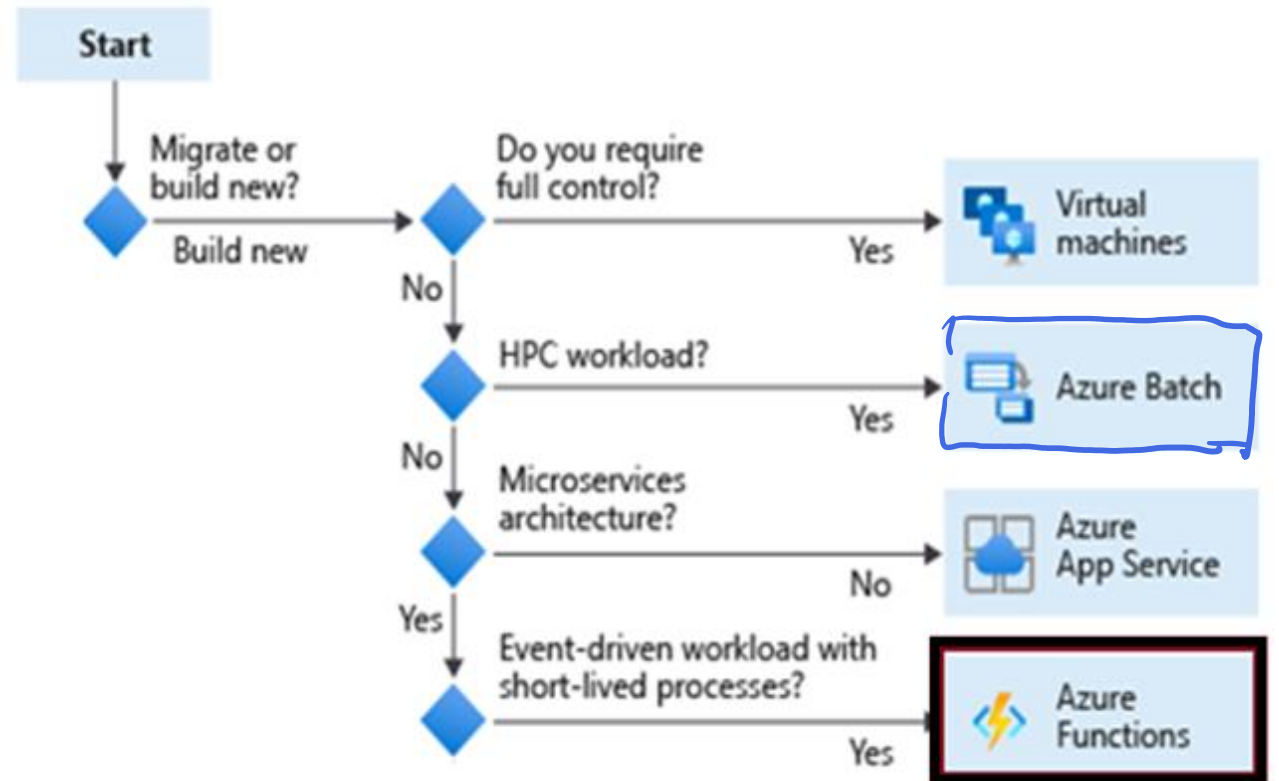 Start
Migrate or
build new?
Build new
Do you require
full control?
Yes
Virtual
machines
No
HPC workload?
Yes
Azure Batch
No
Microservices
architecture?
No
Azure
App Service
Yes
Event-driven workload with
short-lived processes?
Yes
Azure
Functions